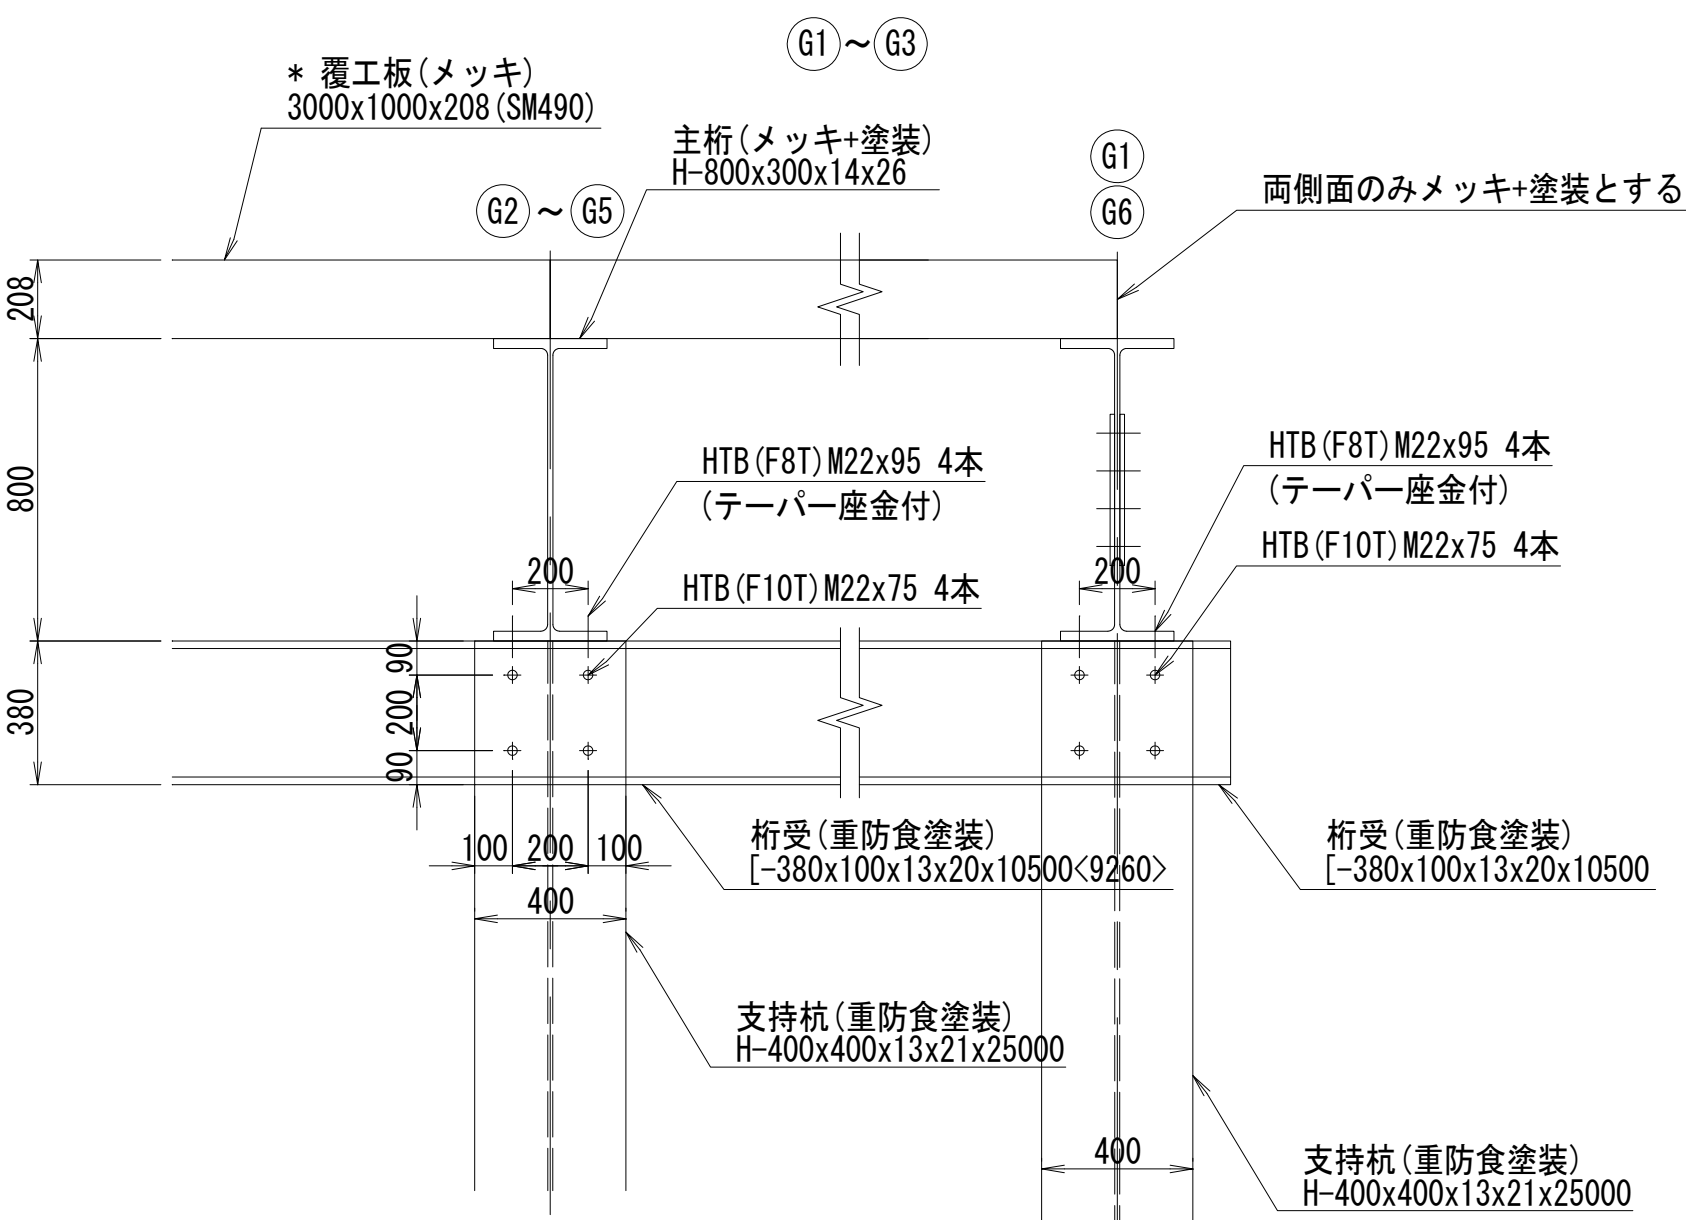 G1～G3
* 覆工板(メッキ)
3000x1000x208(SM490)
主桁(メッキ+塗装)
H-800x300x14x26
G1
G6
両側面のみメッキ+塗装とする
G2～G5
208
800
HTB(F8T)M22x95 4本
(テーパー座金付)
HTB(F8T)M22x95 4本
(テーパー座金付)
200
HTB(F10T)M22x75 4本
200
HTB(F10T)M22x75 4本
380
90
200
90
100
200
100
400
桁受(重防食塗装)
[-380x100x13x20x10500<9260>
桁受(重防食塗装)
[-380x100x13x20x10500
支持杭(重防食塗装)
H-400x400x13x21x25000
400
支持杭(重防食塗装)
H-400x400x13x21x25000